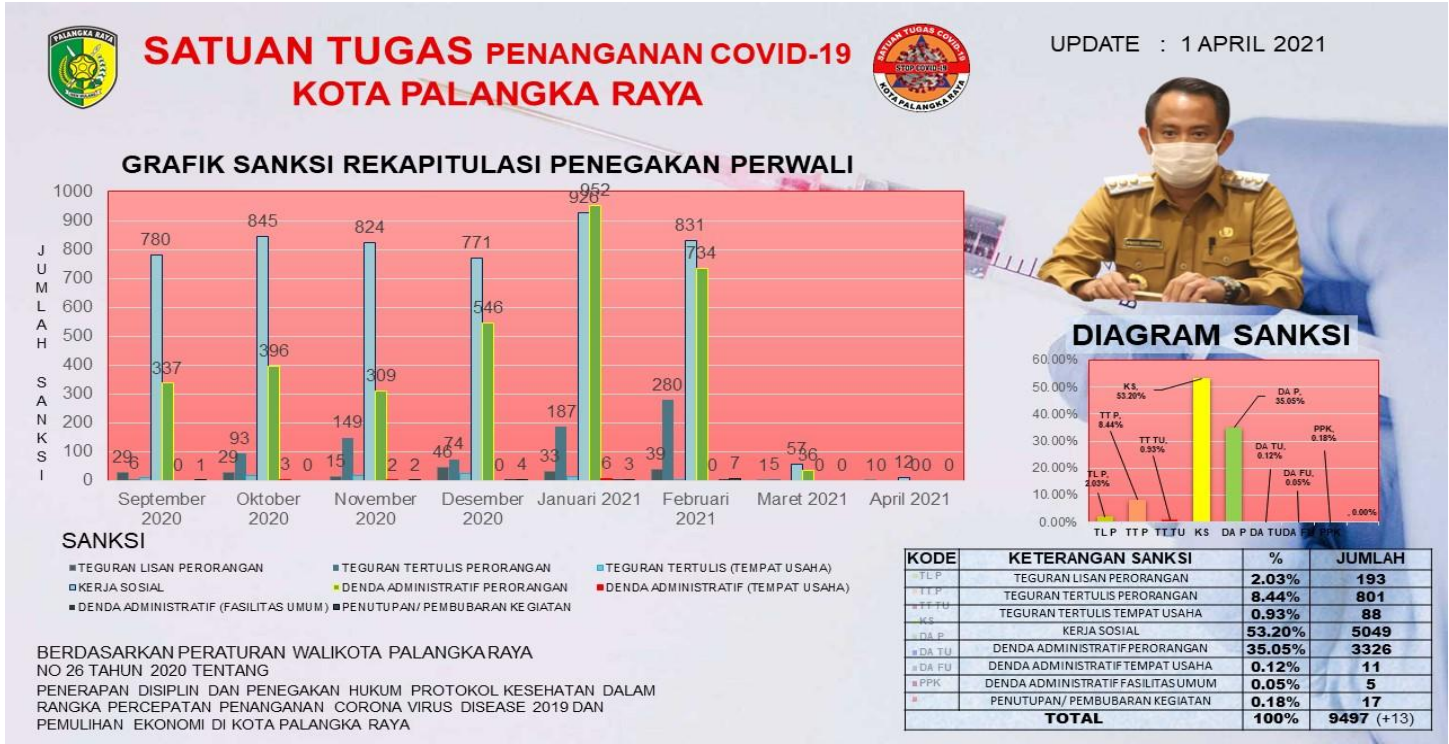 PALANGKA RAYA
SATUAN TUGAS PENANGANAN COVID-19
KOTA PALANGKA RAYA
SATUAN TUGAS COVID-19
STOP COVID-19
KOTA PALANGKA RAYA
UPDATE : 1 APRIL 2021
GRAFIK SANKSI REKAPITULASI PENEGAKAN PERWALI
JUMLAH SANKSI
1000
900
800
700
600
500
400
300
200
100
0
29 6 780 337 0 1
29 93 845 396 3 0
15 149 824 309 2 2
46 74 771 546 0 4
33 187 926 952 6 3
39 280 831 734 0 7
15 57 36 0 0
10 12 0 0 0
September 2020
Oktober 2020
November 2020
Desember 2020
Januari 2021
Februari 2021
Maret 2021
April 2021
SANKSI
TEGURAN LISAN PERORANGAN
TEGURAN TERTULIS PERORANGAN
TEGURAN TERTULIS (TEMPAT USAHA)
KERJA SOSIAL
DENDA ADMINISTRATIF PERORANGAN
DENDA ADMINISTRATIF (TEMPAT USAHA)
DENDA ADMINISTRATIF (FASILITAS UMUM)
PENUTUPAN/ PEMBUBARAN KEGIATAN
BERDASARKAN PERATURAN WALIKOTA PALANGKA RAYA
NO 26 TAHUN 2020 TENTANG
PENERAPAN DISIPLIN DAN PENEGAKAN HUKUM PROTOKOL KESEHATAN DALAM
RANGKA PERCEPATAN PENANGANAN CORONA VIRUS DISEASE 2019 DAN
PEMULIHAN EKONOMI DI KOTA PALANGKA RAYA
DIAGRAM SANKSI
60.00%
50.00%
40.00%
30.00%
20.00%
10.00%
0.00%
TL P, 2.03%
TT P, 8.44%
TT TU, 0.93%
KS, 53.20%
DA P, 35.05%
DA TU, 0.12%
DA FU, 0.05%
PPK, 0.18%
, 0.00%
TL P TT P TT TU KS DA P DA TU DA FU PPK
KODE KETERANGAN SANKSI % JUMLAH
TL P TEGURAN LISAN PERORANGAN 2.03% 193
TT P TEGURAN TERTULIS PERORANGAN 8.44% 801
TT TU TEGURAN TERTULIS TEMPAT USAHA 0.93% 88
KS KERJA SOSIAL 53.20% 5049
DA P DENDA ADMINISTRATIF PERORANGAN 35.05% 3326
DA TU DENDA ADMINISTRATIF TEMPAT USAHA 0.12% 11
DA FU DENDA ADMINISTRATIF FASILITAS UMUM 0.05% 5
PPK PENUTUPAN/ PEMBUBARAN KEGIATAN 0.18% 17
TOTAL 100% 9497 (+13)